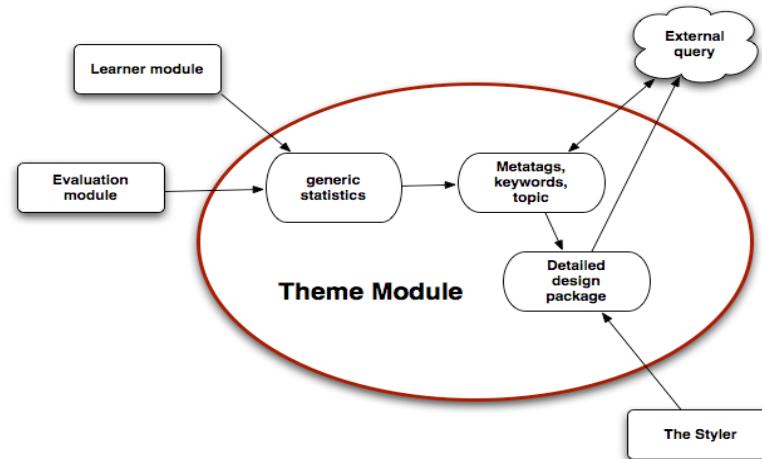 External
query
Learner module
Evaluation
module
generic
statistics
Metatags,
keywords,
topic
Detailed
design
package
Theme Module
The Styler